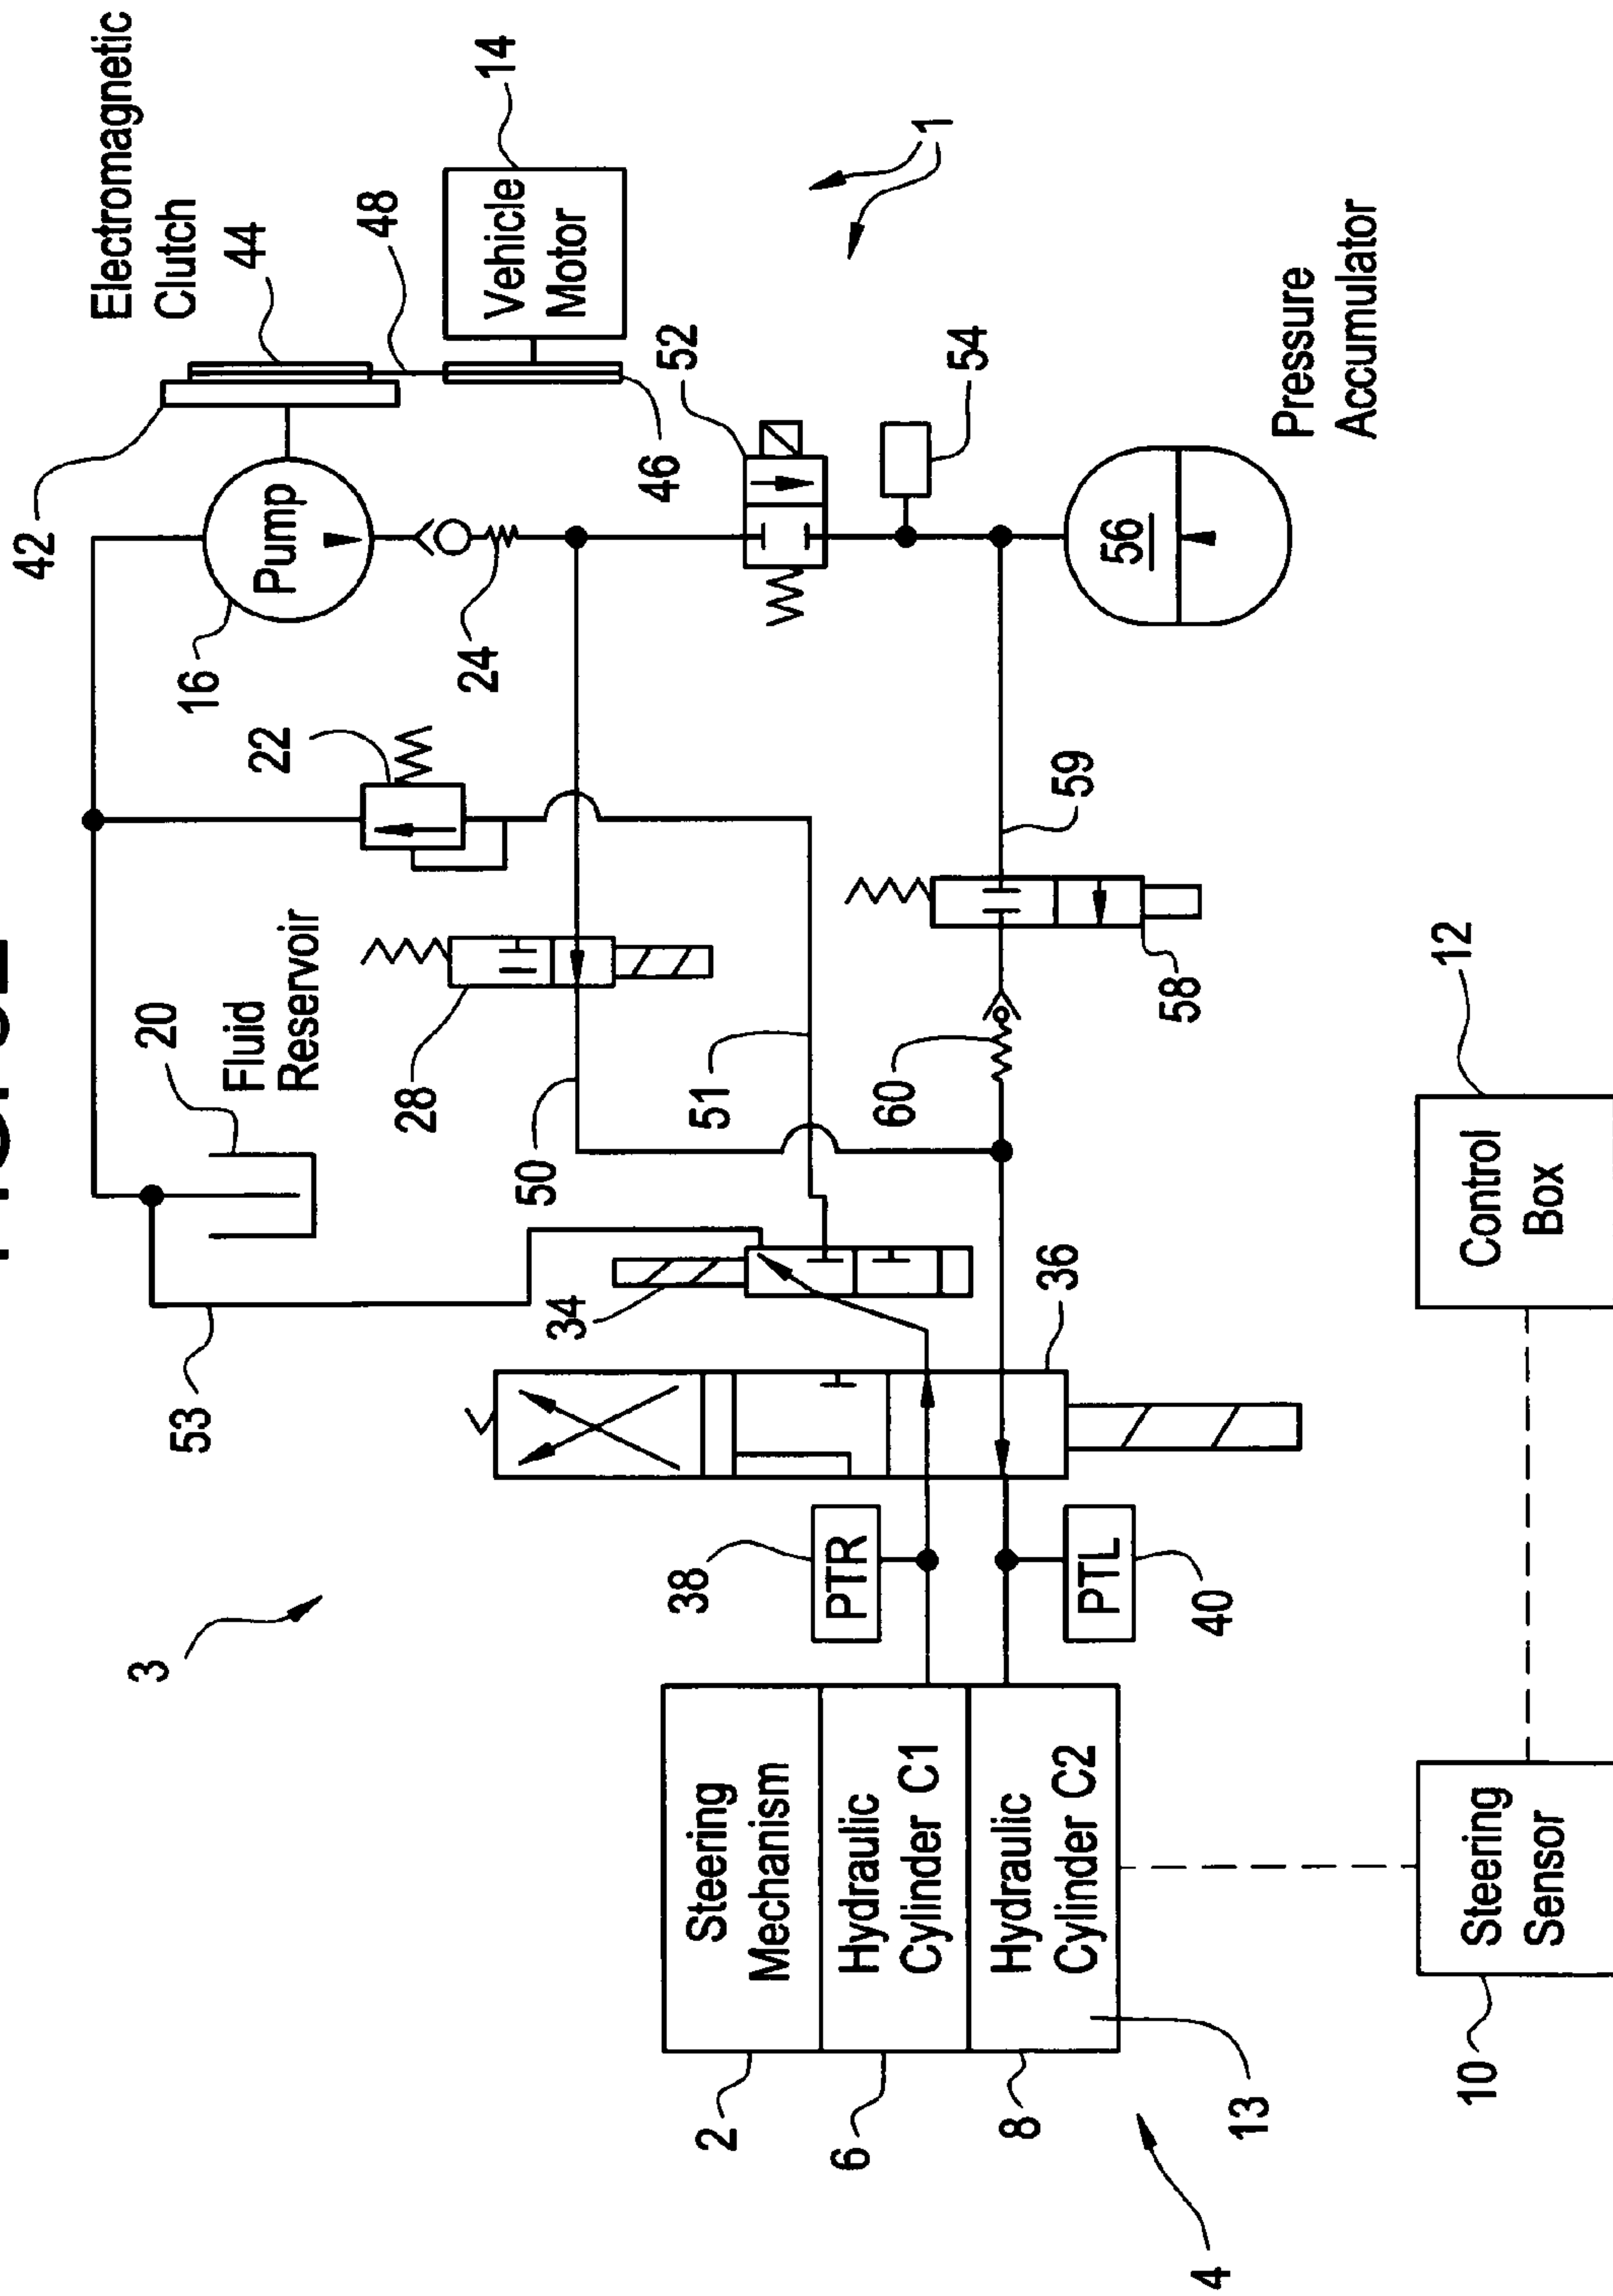 3
53
20
Fluid
Reservoir
22
16
Pump
42
Electromagnetic
Clutch
44
48
14
Vehicle
Motor
46
24
28
50
34
51
52
54
1
59
60
58
36
38
PTR
PTL
40
56
Pressure
Accumulator
2
Steering
Mechanism
6
Hydraulic
Cylinder C1
8
Hydraulic
Cylinder C2
13
4
10
Steering
Sensor
12
Control
Box